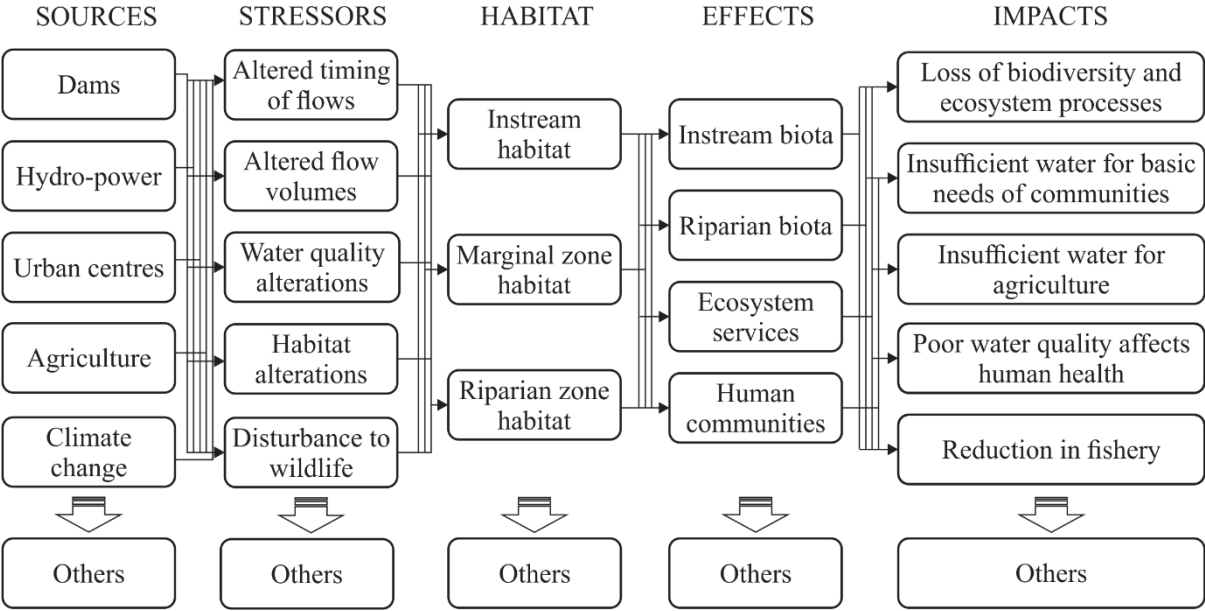 SOURCES
Dams
Hydro-power
Urban centres
Agriculture
Climate
change
Others
STRESSORS
Altered timing
of flows
Altered flow
volumes
Water quality
alterations
Habitat
alterations
Disturbance to
wildlife
Others
HABITAT
Instream
habitat
Marginal zone
habitat
Riparian zone
habitat
Others
EFFECTS
Instream biota
Riparian biota
Ecosystem
services
Human
communities
Others
IMPACTS
Loss of biodiversity and
ecosystem processes
Insufficient water for basic
needs of communities
Insufficient water for
agriculture
Poor water quality affects
human health
Reduction in fishery
Others